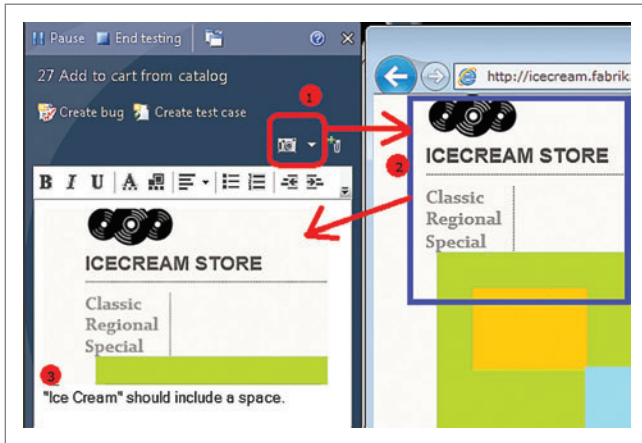 Pause End testing
27 Add to cart from catalog
Create bug Create test case
1
B I U A
ICECREAM STORE
Classic
Regional
Special
3
"Ice Cream" should include a space.
http://icecream.fabrik
2
ICECREAM STORE
Classic
Regional
Special